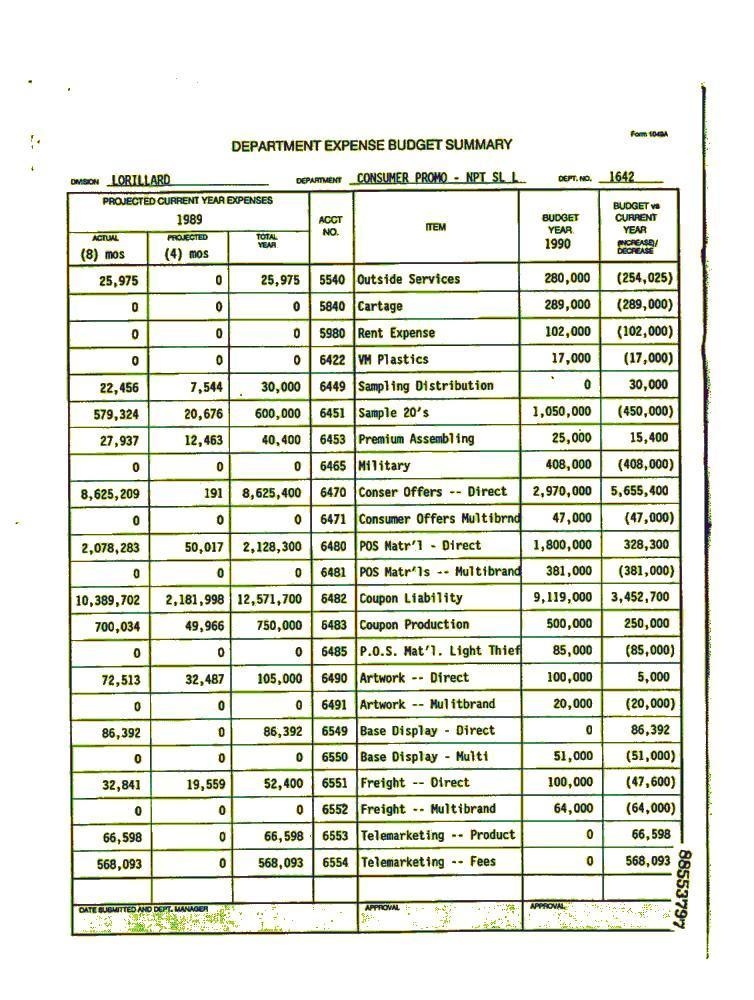 Form 1049A
DEPARTMENT EXPENSE BUDGET SUMMARY
DIVISION LORILLARD DEPARTMENT CONSUMER PROMO - NPT SL L DEPT. NO. 1642
PROJECTED CURRENT YEAR EXPENSES
1989
ACTUAL (8) mos PROJECTED (4) mos TOTAL YEAR ACCT NO. ITEM BUDGET YEAR 1990 BUDGET vs CURRENT YEAR (INCREASE)/ DECREASE
25,975 0 25,975 5540 Outside Services 280,000 (254,025)
0 0 0 5840 Cartage 289,000 (289,000)
0 0 0 5980 Rent Expense 102,000 (102,000)
0 0 0 6422 VM Plastics 17,000 (17,000)
22,456 7,544 30,000 6449 Sampling Distribution 0 30,000
579,324 20,676 600,000 6451 Sample 20's 1,050,000 (450,000)
27,937 12,463 40,400 6453 Premium Assembling 25,000 15,400
0 0 0 6465 Military 408,000 (408,000)
8,625,209 191 8,625,400 6470 Conser Offers -- Direct 2,970,000 5,655,400
0 0 0 6471 Consumer Offers Multibrnd 47,000 (47,000)
2,078,283 50,017 2,128,300 6480 POS Matr'l - Direct 1,800,000 328,300
0 0 0 6481 POS Matr'ls -- Multibrand 381,000 (381,000)
10,389,702 2,181,998 12,571,700 6482 Coupon Liability 9,119,000 3,452,700
700,034 49,966 750,000 6483 Coupon Production 500,000 250,000
0 0 0 6485 P.O.S. Mat'l. Light Thief 85,000 (85,000)
72,513 32,487 105,000 6490 Artwork -- Direct 100,000 5,000
0 0 0 6491 Artwork -- Mulitbrand 20,000 (20,000)
86,392 0 86,392 6549 Base Display - Direct 0 86,392
0 0 0 6550 Base Display - Multi 51,000 (51,000)
32,841 19,559 52,400 6551 Freight -- Direct 100,000 (47,600)
0 0 0 6552 Freight -- Multibrand 64,000 (64,000)
66,598 0 66,598 6553 Telemarketing -- Product 0 66,598
568,093 0 568,093 6554 Telemarketing -- Fees 0 568,093
DATE SUBMITTED AND DEPT. MANAGER APPROVAL APPROVAL
88553797